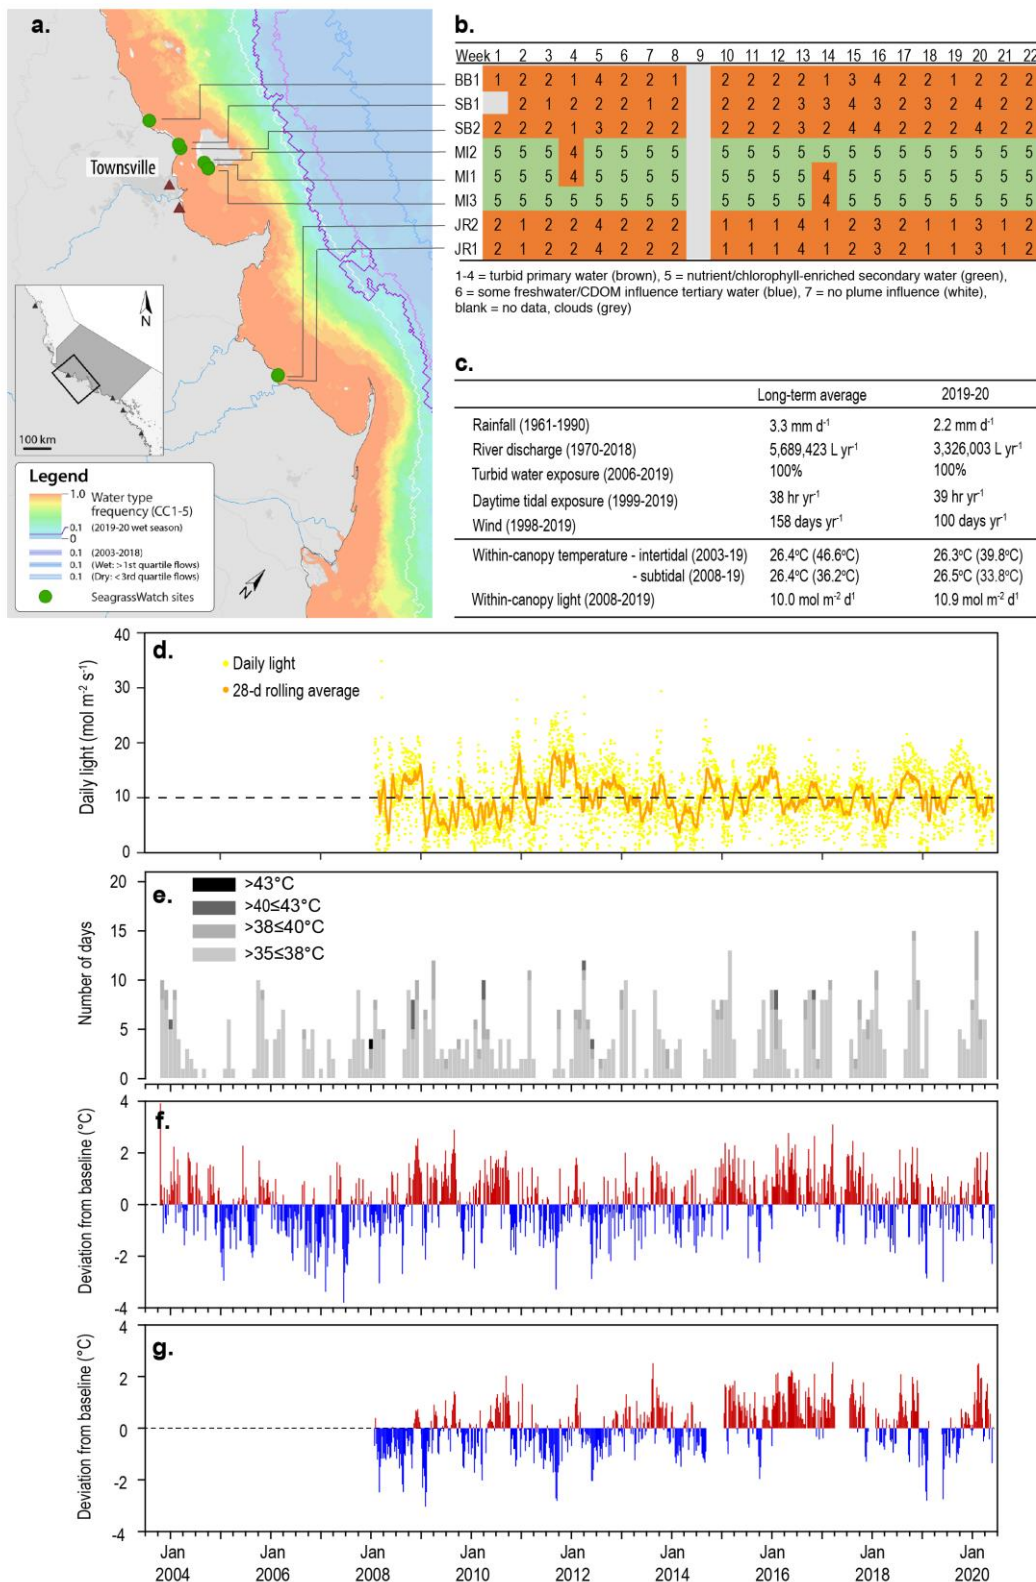 a.
Townsville
N
100 km
Legend
1.0
Water type
frequency (CC1-5)
0.1 (2019-20 wet season)
0
0.1 (2003-2018)
0.1 (Wet: >1st quartile flows)
0.1 (Dry: <3rd quartile flows)
SeagrassWatch sites
N
b.
Week 1 2 3 4 5 6 7 8 9 10 11 12 13 14 15 16 17 18 19 20 21 22
BB1 1 2 2 1 4 2 2 1 2 2 2 2 1 3 4 2 2 1 2 2 2
SB1 2 1 2 2 2 1 2 2 2 2 3 3 4 3 2 3 2 4 2 2
SB2 2 2 2 1 3 2 2 2 2 2 2 3 2 4 4 2 2 2 4 2 2
MI2 5 5 5 4 5 5 5 5 5 5 5 5 5 5 5 5 5 5 5 5 5
MI1 5 5 5 4 5 5 5 5 5 5 5 5 4 5 5 5 5 5 5 5 5
MI3 5 5 5 5 5 5 5 5 5 5 5 5 4 5 5 5 5 5 5 5 5
JR2 2 1 2 2 4 2 2 2 1 1 1 4 1 2 3 2 1 1 3 1 2
JR1 2 1 2 2 4 2 2 2 1 1 1 4 1 2 3 2 1 1 3 1 2
1-4 = turbid primary water (brown), 5 = nutrient/chlorophyll-enriched secondary water (green),
6 = some freshwater/CDOM influence tertiary water (blue), 7 = no plume influence (white),
blank = no data, clouds (grey)
c.
Long-term average 2019-20
Rainfall (1961-1990) 3.3 mm d⁻¹ 2.2 mm d⁻¹
River discharge (1970-2018) 5,689,423 L yr⁻¹ 3,326,003 L yr⁻¹
Turbid water exposure (2006-2019) 100% 100%
Daytime tidal exposure (1999-2019) 38 hr yr⁻¹ 39 hr yr⁻¹
Wind (1998-2019) 158 days yr⁻¹ 100 days yr⁻¹
Within-canopy temperature - intertidal (2003-19) 26.4°C (46.6°C) 26.3°C (39.8°C)
- subtidal (2008-19) 26.4°C (36.2°C) 26.5°C (33.8°C)
Within-canopy light (2008-2019) 10.0 mol m⁻² d¹ 10.9 mol m⁻² d¹
d.
Daily light
28-d rolling average
Daily light (mol m⁻² s⁻¹)
40
30
20
10
0
e.
>43°C
>40≤43°C
>38≤40°C
>35≤38°C
Number of days
20
15
10
5
0
f.
Deviation from baseline (°C)
4
2
0
-2
-4
g.
Deviation from baseline (°C)
4
2
0
-2
-4
Jan Jan Jan Jan Jan Jan Jan Jan Jan
2004 2006 2008 2010 2012 2014 2016 2018 2020